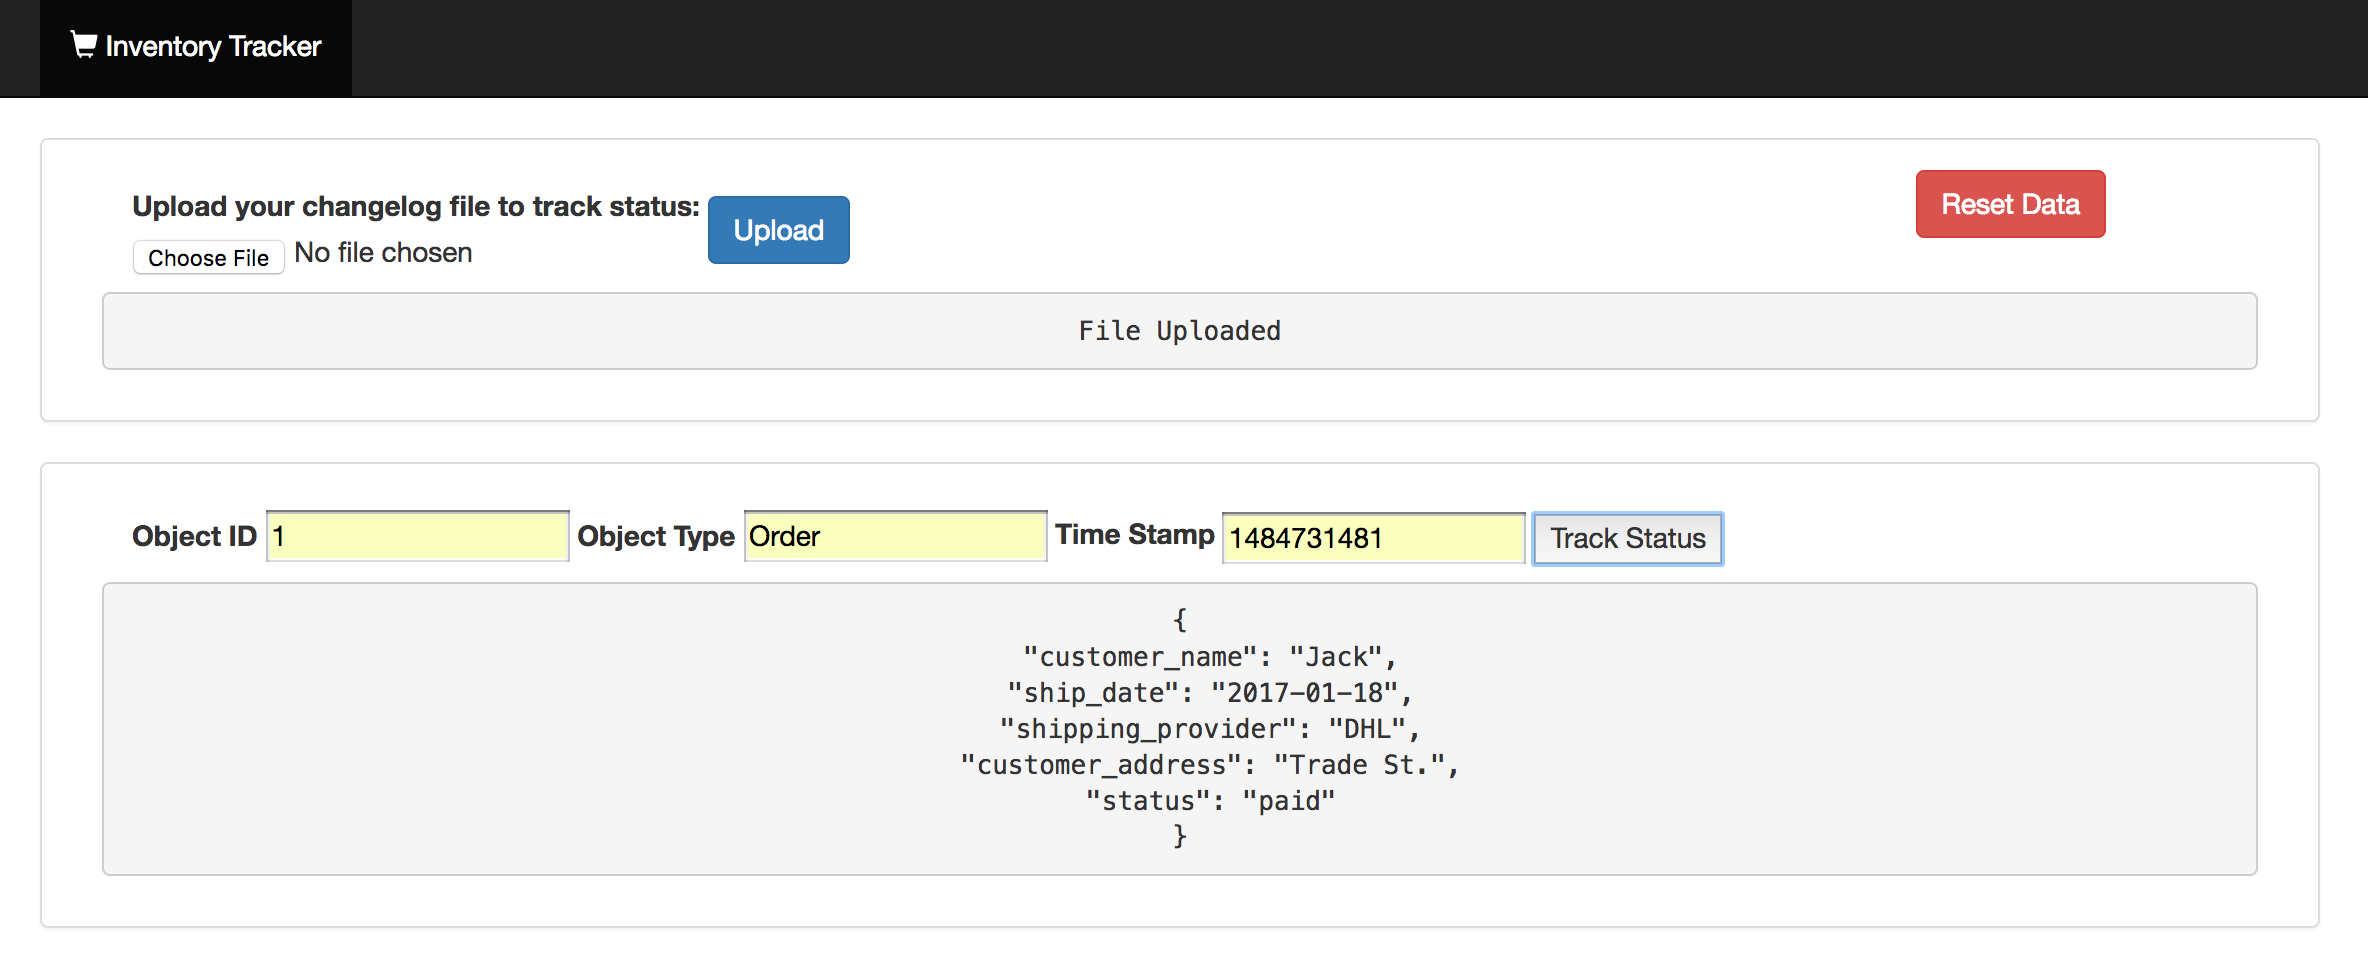 Inventory Tracker
Upload your changelog file to track status:
Upload
Reset Data
Choose File No file chosen
File Uploaded
Object ID 1 Object Type Order Time Stamp 1484731481 Track Status
{
"customer_name": "Jack",
"ship_date": "2017-01-18",
"shipping_provider": "DHL",
"customer_address": "Trade St.",
"status": "paid"
}